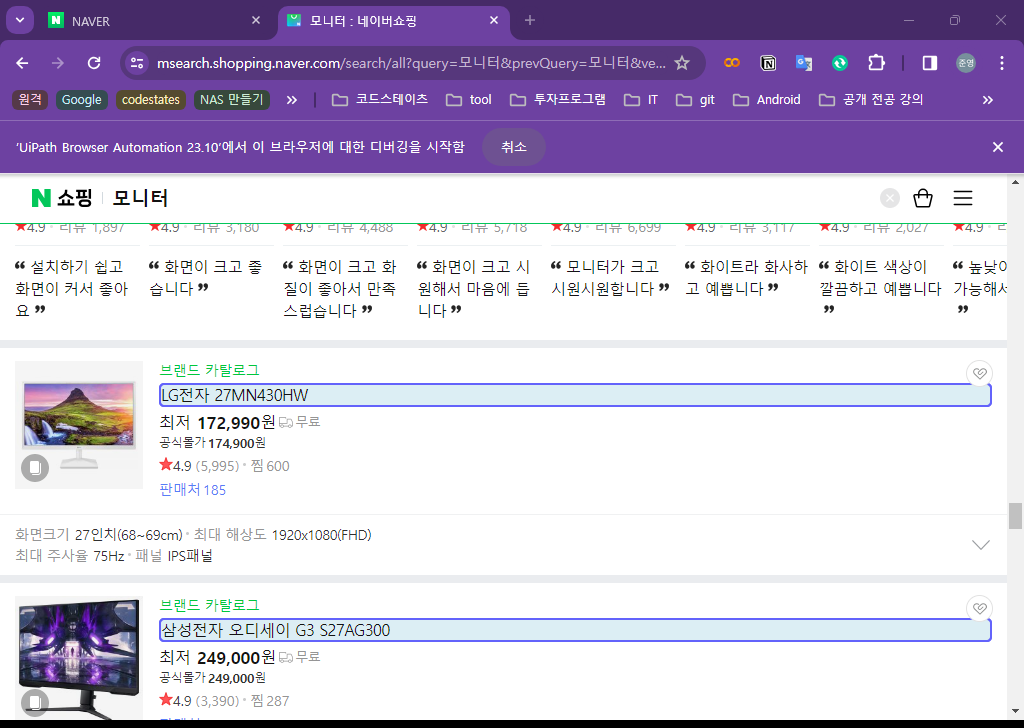 NAVER
모니터 : 네이버쇼핑
msearch.shopping.naver.com/search/all?query=모니터&prevQuery=모니터&ve...
준영
원격
Google
codestates
NAS 만들기
코드스테이츠
tool
투자프로그램
IT
git
Android
공개 전공 강의
'UiPath Browser Automation 23.10'에서 이 브라우저에 대한 디버깅을 시작함
취소
N 쇼핑 모니터
★4.9 · 리뷰 1,897
★4.9 · 리뷰 3,180
★4.9 · 리뷰 4,488
★4.9 · 리뷰 5,718
★4.9 · 리뷰 6,699
★4.9 · 리뷰 3,117
★4.9 · 리뷰 2,027
★4.9 ·
❝ 설치하기 쉽고
화면이 커서 좋아
요 ❞
❝ 화면이 크고 좋
습니다 ❞
❝ 화면이 크고 화
질이 좋아서 만족
스럽습니다 ❞
❝ 화면이 크고 시
원해서 마음에 듭
니다 ❞
❝ 모니터가 크고
시원시원합니다 ❞
❝ 화이트라 화사하
고 예쁩니다 ❞
❝ 화이트 색상이
깔끔하고 예쁩니다
❞
❝ 높낮이
가능해서
❞
브랜드 카탈로그
LG전자 27MN430HW
최저 172,990원 무료
공식몰가 174,900원
★4.9 (5,995) · 찜 600
판매처 185
화면크기 27인치(68~69cm) · 최대 해상도 1920x1080(FHD)
최대 주사율 75Hz · 패널 IPS패널
브랜드 카탈로그
삼성전자 오디세이 G3 S27AG300
최저 249,000원 무료
공식몰가 249,000원
★4.9 (3,390) · 찜 287